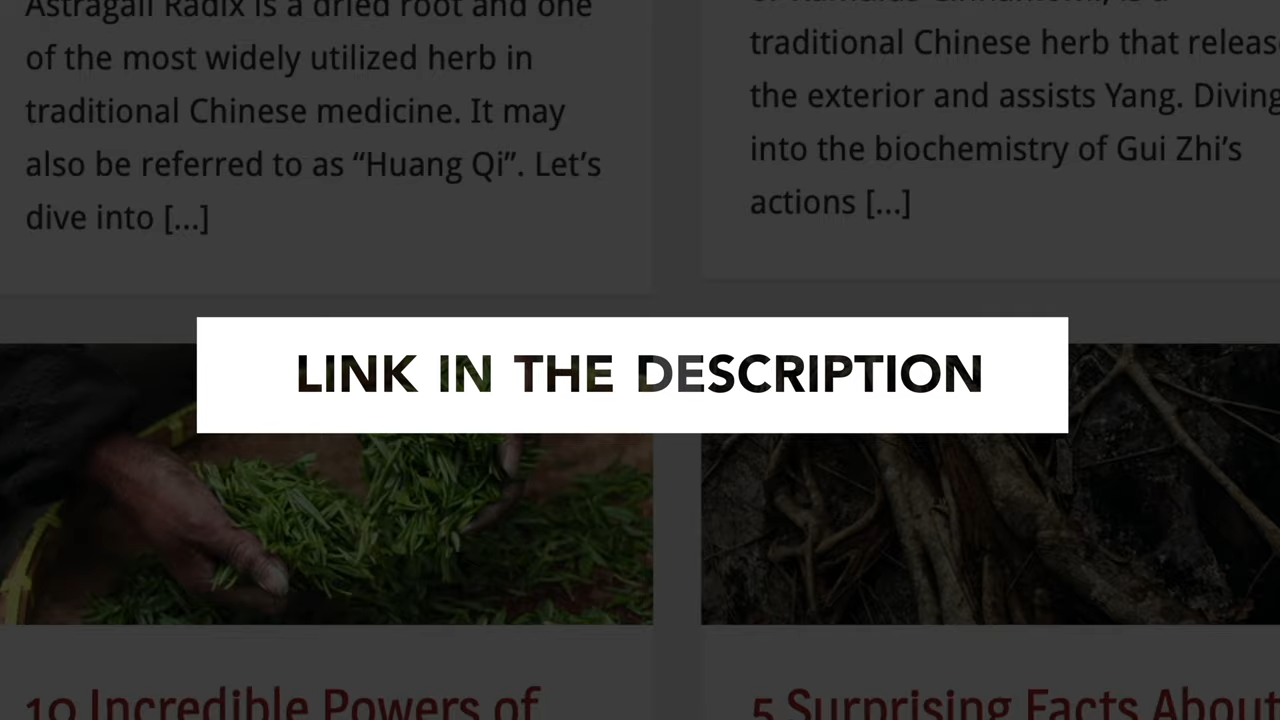 Astragali Radix is a dried root and one
of the most widely utilized herb in
traditional Chinese medicine. It may
also be referred to as “Huang Qi”. Let’s
dive into [...]
traditional Chinese herb that releas
the exterior and assists Yang. Diving
into the biochemistry of Gui Zhi’s
actions [...]
LINK IN THE DESCRIPTION
10 Incredible Powers of
5 Surprising Facts About